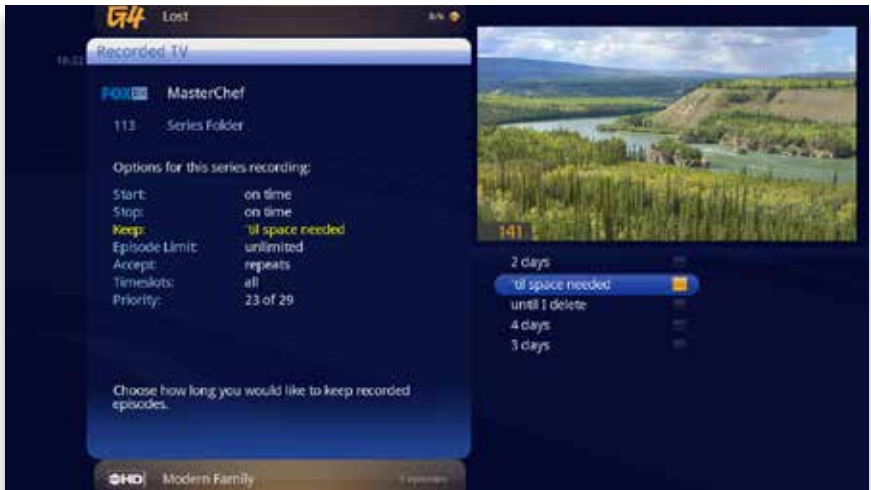 G4 Lost
Recorded TV
FOX MasterChef
113 Series Folder
Options for this series recording:
Start: on time
Stop: on time
Keep: 'til space needed
Episode Limit: unlimited
Accept: repeats
Timeslots: all
Priority: 23 of 29
Choose how long you would like to keep recorded
episodes.
HD Modern Family
141
2 days
'til space needed
until I delete
4 days
3 days